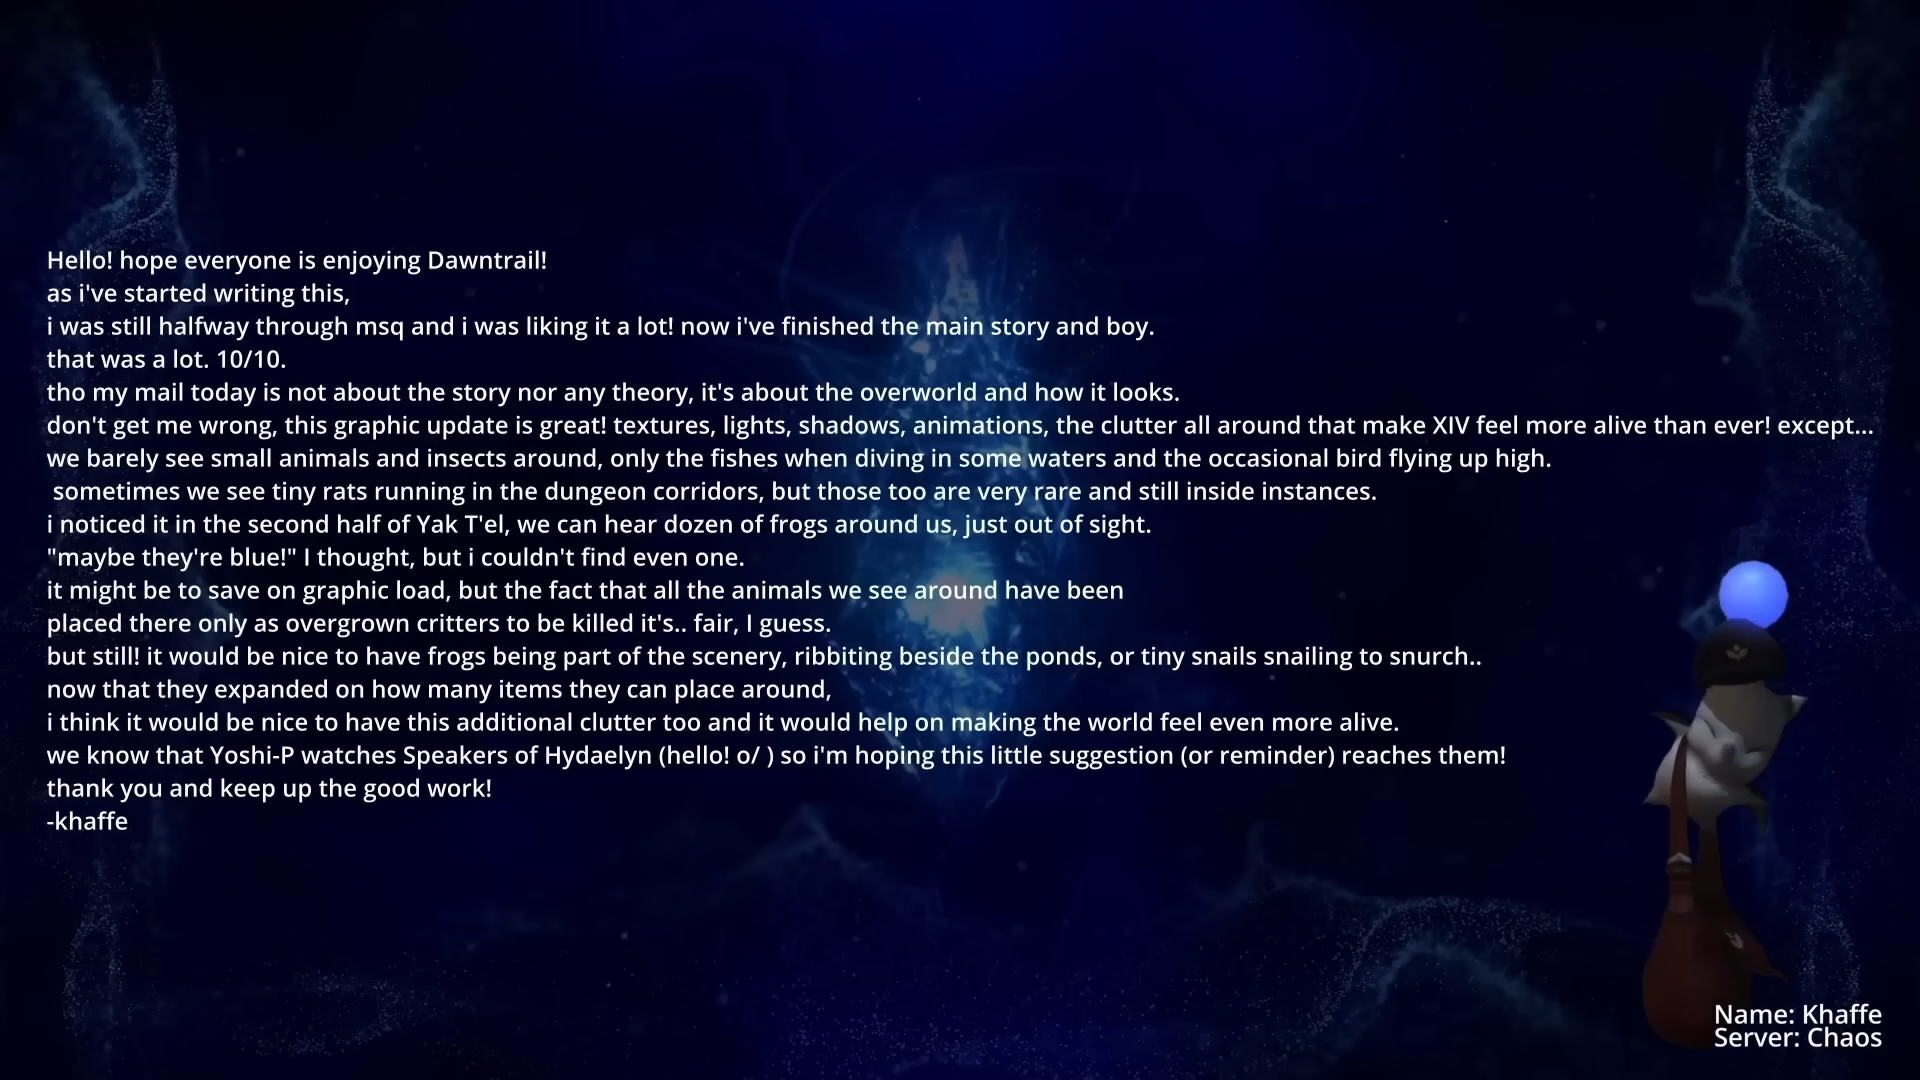 Hello! hope everyone is enjoying Dawntrail!
as i've started writing this,
i was still halfway through msq and i was liking it a lot! now i've finished the main story and boy.
that was a lot. 10/10.
tho my mail today is not about the story nor any theory, it's about the overworld and how it looks.
don't get me wrong, this graphic update is great! textures, lights, shadows, animations, the clutter all around that make XIV feel more alive than ever! except...
we barely see small animals and insects around, only the fishes when diving in some waters and the occasional bird flying up high.
sometimes we see tiny rats running in the dungeon corridors, but those too are very rare and still inside instances.
i noticed it in the second half of Yak T'el, we can hear dozen of frogs around us, just out of sight.
"maybe they're blue!" I thought, but i couldn't find even one.
it might be to save on graphic load, but the fact that all the animals we see around have been
placed there only as overgrown critters to be killed it's.. fair, I guess.
but still! it would be nice to have frogs being part of the scenery, ribbiting beside the ponds, or tiny snails snailing to snurch..
now that they expanded on how many items they can place around,
i think it would be nice to have this additional clutter too and it would help on making the world feel even more alive.
we know that Yoshi-P watches Speakers of Hydaelyn (hello! o/ ) so i'm hoping this little suggestion (or reminder) reaches them!
thank you and keep up the good work!
-khaffe
Name: Khaffe
Server: Chaos